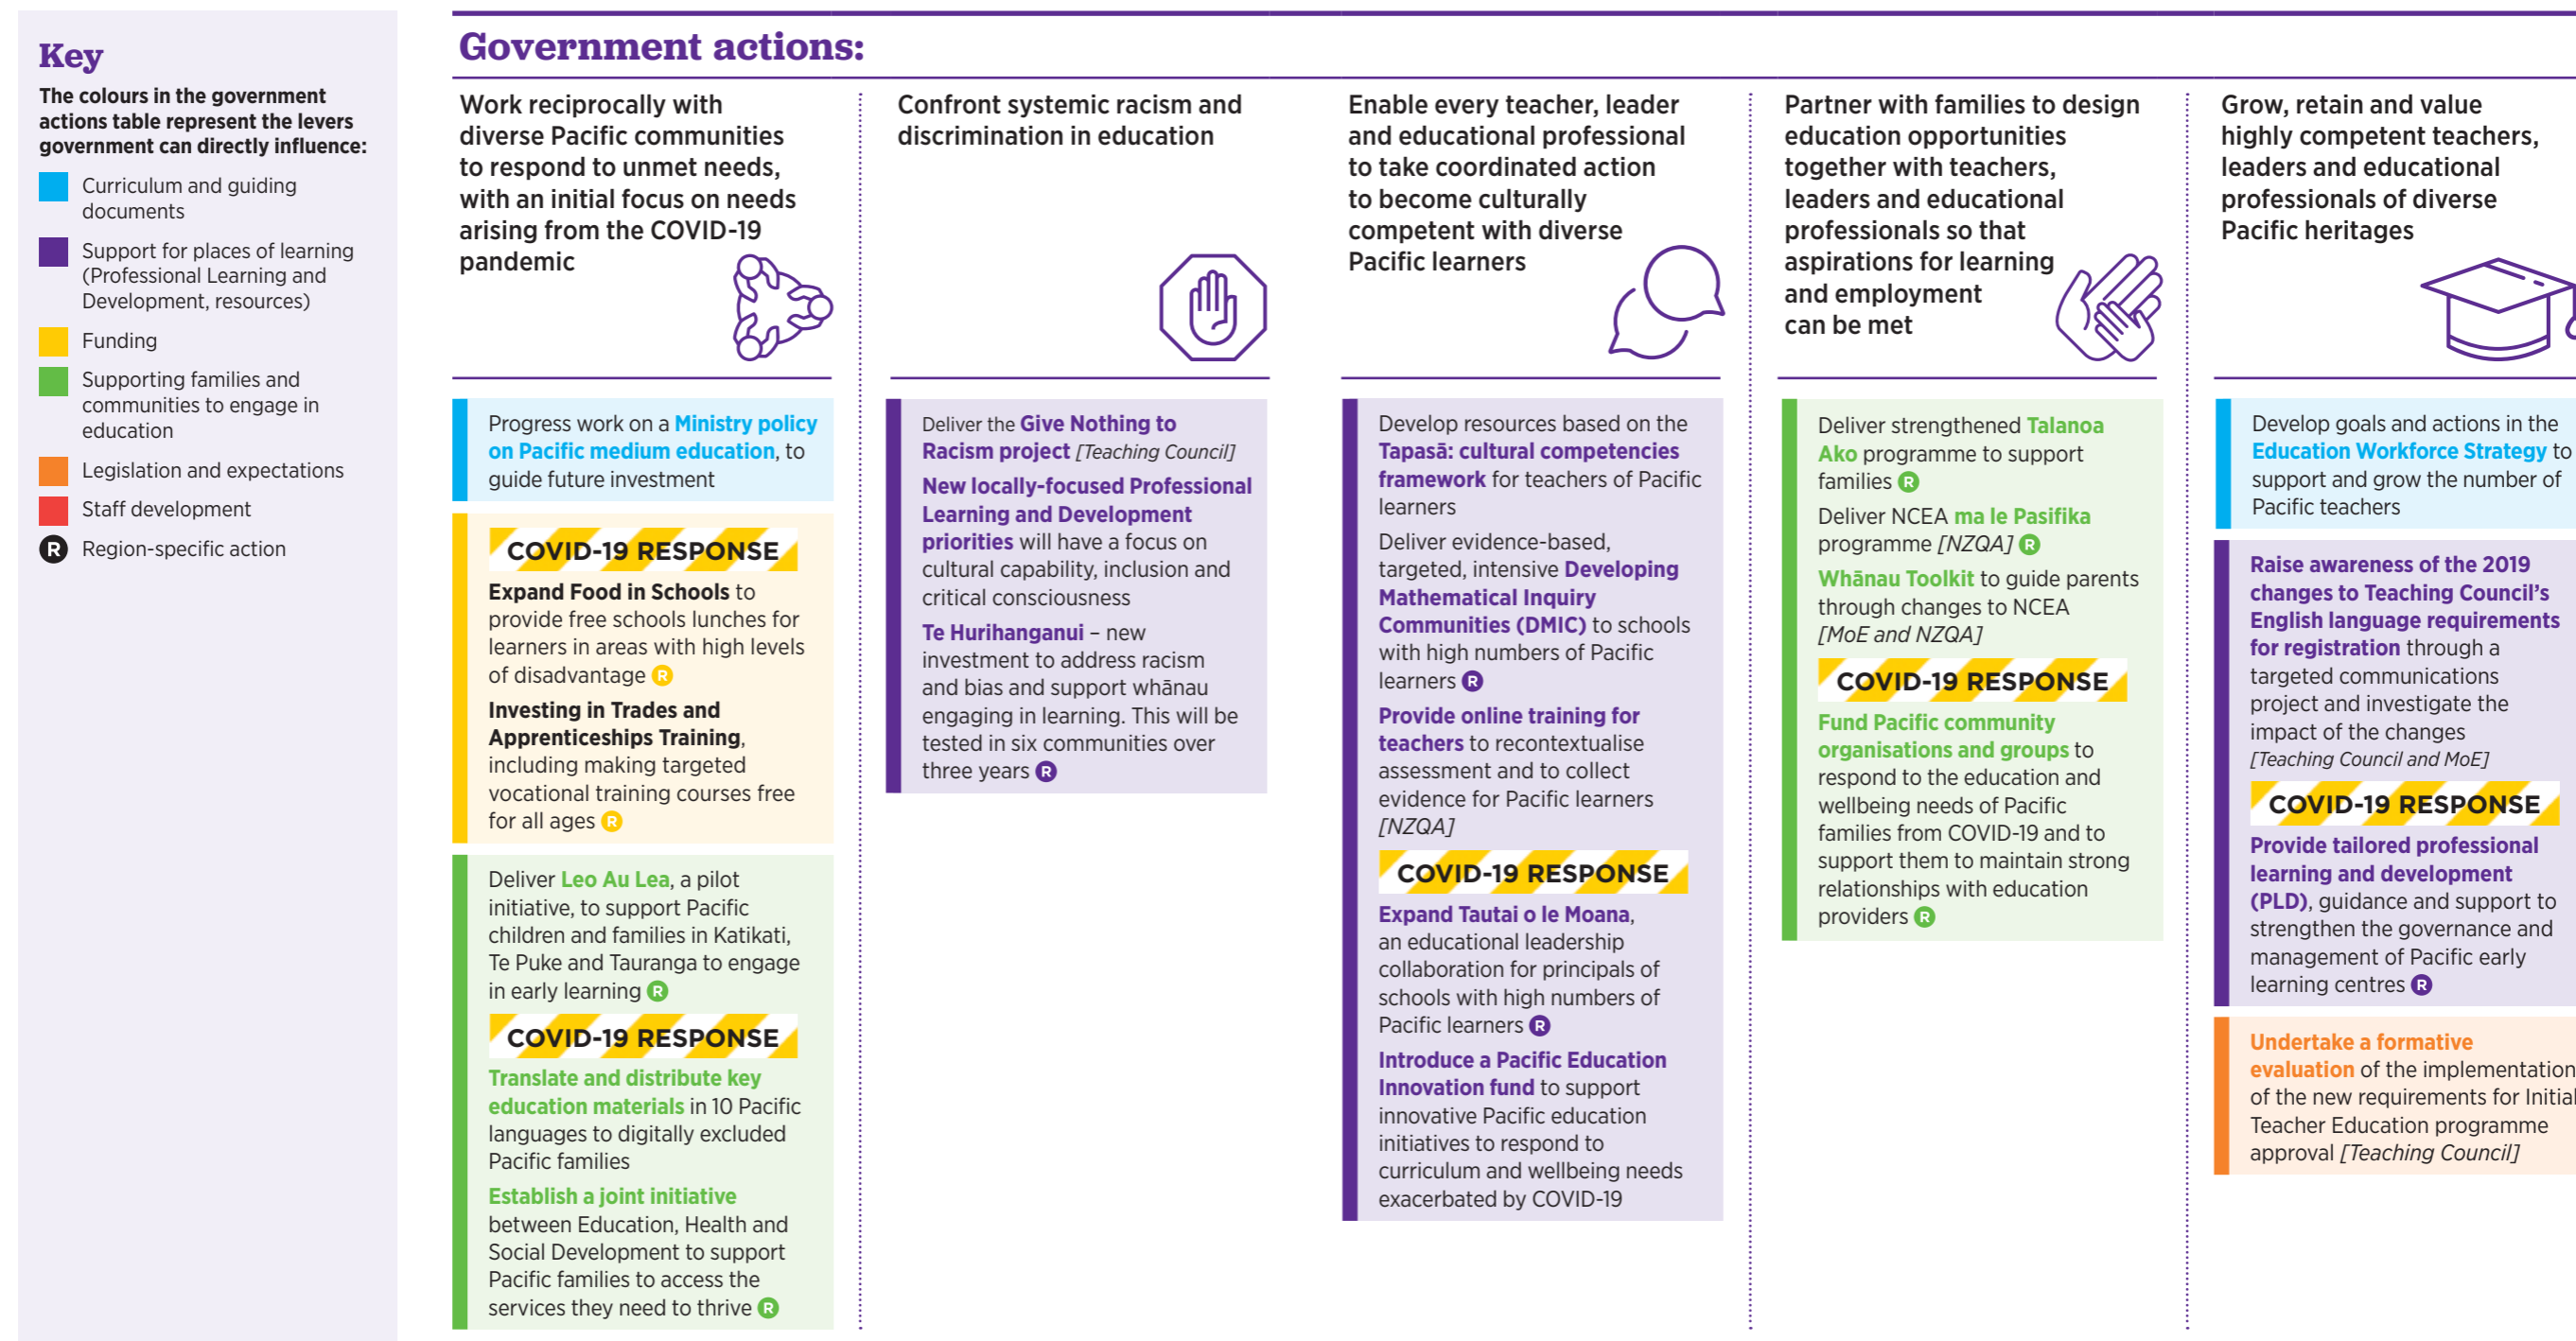 Key
The colours in the government
actions table represent the levers
government can directly influence:
Curriculum and guiding
documents
Support for places of learning
(Professional Learning and
Development, resources)
Funding
Supporting families and
communities to engage in
education
Legislation and expectations
Staff development
R Region-specific action
Government actions:
Work reciprocally with
diverse Pacific communities
to respond to unmet needs,
with an initial focus on needs
arising from the COVID-19
pandemic
Progress work on a Ministry policy
on Pacific medium education, to
guide future investment
COVID-19 RESPONSE
Expand Food in Schools to
provide free schools lunches for
learners in areas with high levels
of disadvantage R
Investing in Trades and
Apprenticeships Training,
including making targeted
vocational training courses free
for all ages R
Deliver Leo Au Lea, a pilot
initiative, to support Pacific
children and families in Katikati,
Te Puke and Tauranga to engage
in early learning R
COVID-19 RESPONSE
Translate and distribute key
education materials in 10 Pacific
languages to digitally excluded
Pacific families
Establish a joint initiative
between Education, Health and
Social Development to support
Pacific families to access the
services they need to thrive R
Confront systemic racism and
discrimination in education
Deliver the Give Nothing to
Racism project [Teaching Council]
New locally-focused Professional
Learning and Development
priorities will have a focus on
cultural capability, inclusion and
critical consciousness
Te Hurihanganui – new
investment to address racism
and bias and support whānau
engaging in learning. This will be
tested in six communities over
three years R
Enable every teacher, leader
and educational professional
to take coordinated action
to become culturally
competent with diverse
Pacific learners
Develop resources based on the
Tapasā: cultural competencies
framework for teachers of Pacific
learners
Deliver evidence-based,
targeted, intensive Developing
Mathematical Inquiry
Communities (DMIC) to schools
with high numbers of Pacific
learners R
Provide online training for
teachers to recontextualise
assessment and to collect
evidence for Pacific learners
[NZQA]
COVID-19 RESPONSE
Expand Tautai o le Moana,
an educational leadership
collaboration for principals of
schools with high numbers of
Pacific learners R
Introduce a Pacific Education
Innovation fund to support
innovative Pacific education
initiatives to respond to
curriculum and wellbeing needs
exacerbated by COVID-19
Partner with families to design
education opportunities
together with teachers,
leaders and educational
professionals so that
aspirations for learning
and employment
can be met
Deliver strengthened Talanoa
Ako programme to support
families R
Deliver NCEA ma le Pasifika
programme [NZQA] R
Whānau Toolkit to guide parents
through changes to NCEA
[MoE and NZQA]
COVID-19 RESPONSE
Fund Pacific community
organisations and groups to
respond to the education and
wellbeing needs of Pacific
families from COVID-19 and to
support them to maintain strong
relationships with education
providers R
Grow, retain and value
highly competent teachers,
leaders and educational
professionals of diverse
Pacific heritages
Develop goals and actions in the
Education Workforce Strategy to
support and grow the number of
Pacific teachers
Raise awareness of the 2019
changes to Teaching Council's
English language requirements
for registration through a
targeted communications
project and investigate the
impact of the changes
[Teaching Council and MoE]
COVID-19 RESPONSE
Provide tailored professional
learning and development
(PLD), guidance and support to
strengthen the governance and
management of Pacific early
learning centres R
Undertake a formative
evaluation of the implementation
of the new requirements for Initial
Teacher Education programme
approval [Teaching Council]